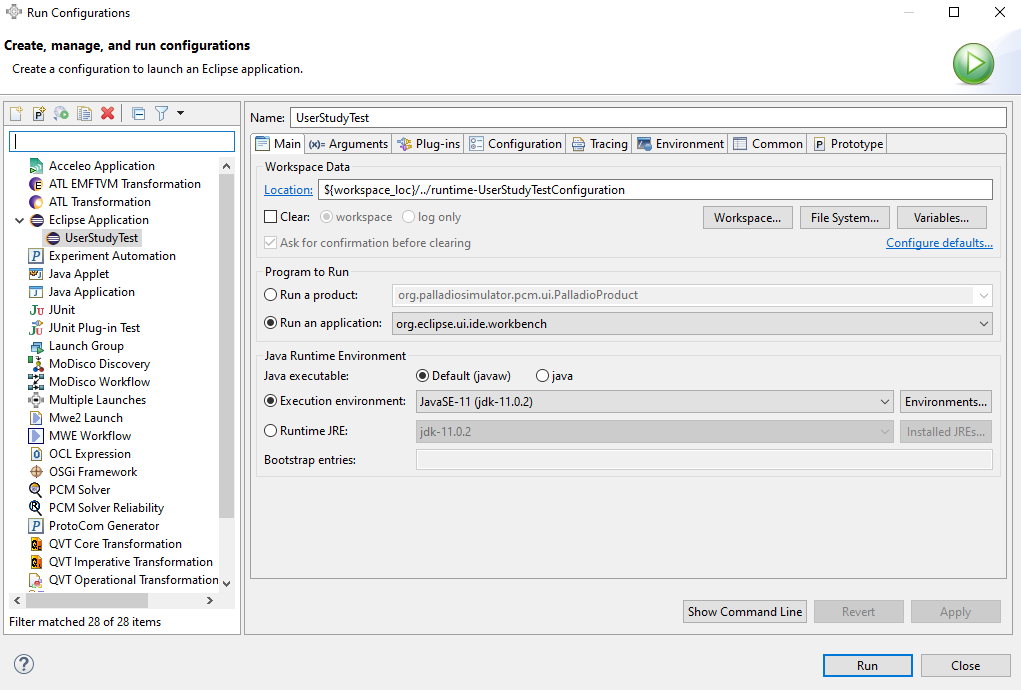 Run Configurations
Create, manage, and run configurations
Create a configuration to launch an Eclipse application.
Acceleo Application
ATL EMFTVM Transformation
ATL Transformation
Eclipse Application
UserStudyTest
Experiment Automation
Java Applet
Java Application
JUnit
JUnit Plug-in Test
Launch Group
MoDisco Discovery
MoDisco Workflow
Multiple Launches
Mwe2 Launch
MWE Workflow
OCL Expression
OSGi Framework
PCM Solver
PCM Solver Reliability
ProtoCom Generator
QVT Core Transformation
QVT Imperative Transformation
QVT Operational Transformation
Filter matched 28 of 28 items
Name: UserStudyTest
Main (x)= Arguments Plug-ins Configuration Tracing Environment Common P Prototype
Workspace Data
Location: ${workspace_loc}/../runtime-UserStudyTestConfiguration
Clear: workspace log only Workspace... File System... Variables...
Ask for confirmation before clearing Configure defaults...
Program to Run
Run a product: org.palladiosimulator.pcm.ui.PalladioProduct
Run an application: org.eclipse.ui.ide.workbench
Java Runtime Environment
Java executable: Default (javaw) java
Execution environment: JavaSE-11 (jdk-11.0.2) Environments...
Runtime JRE: jdk-11.0.2 Installed JREs...
Bootstrap entries:
Show Command Line Revert Apply
? Run Close